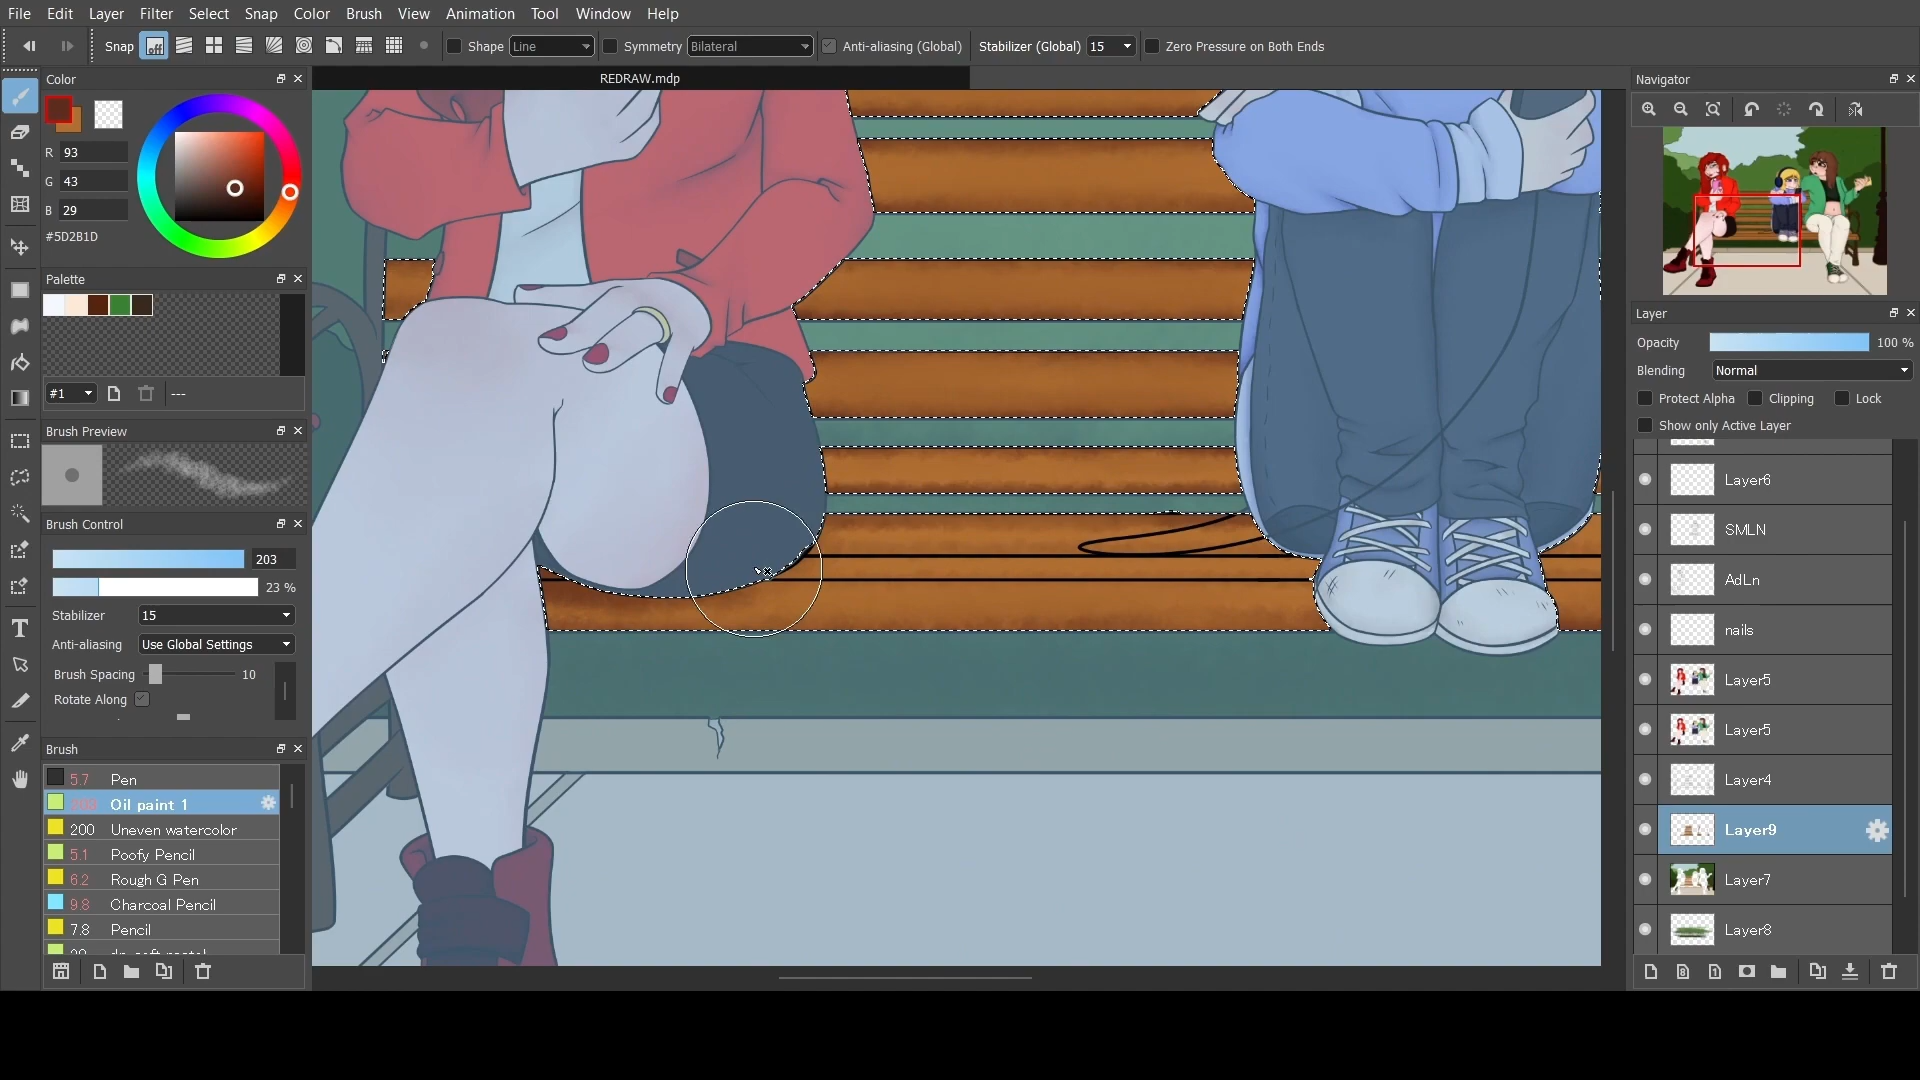 File Edit Layer Filter Select Snap Color Brush View Animation Tool Window Help
Snap off Shape Line Symmetry Bilateral Anti-aliasing (Global) Stabilizer (Global) 15 Zero Pressure on Both Ends
REDRAW.mdp
Color
R 93
G 43
B 29
#5D2B1D
Palette
#1 ---
Brush Preview
Brush Control
203
23 %
Stabilizer 15
Anti-aliasing Use Global Settings
Brush Spacing 10
Rotate Along
Brush
5.7 Pen
Oil paint 1
200 Uneven watercolor
5.1 Poofy Pencil
6.2 Rough G Pen
9.8 Charcoal Pencil
7.8 Pencil
Navigator
Layer
Opacity 100 %
Blending Normal
Protect Alpha Clipping Lock
Show only Active Layer
Layer6
SMLN
AdLn
nails
Layer5
Layer5
Layer4
Layer9
Layer7
Layer8